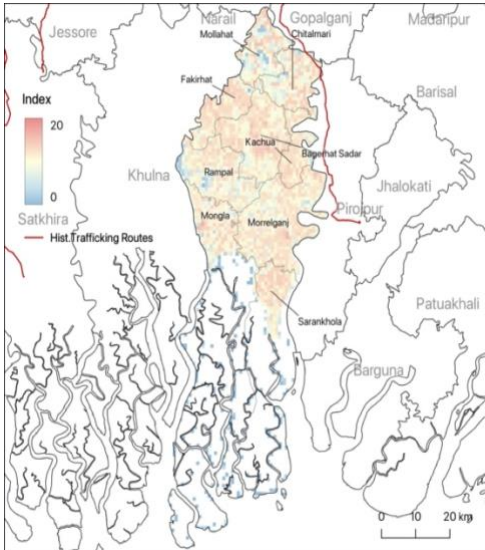 Narail
Gopalganj
Madaripur
Jessore
Mollahat
Chitalmari
Fakirhat
Barisal
Index
20
0
Kachua
Bagerhat Sadar
Khulna
Rampal
Jhalokati
Satkhira
Mongla
Morrelganj
Pirojpur
Hist.Trafficking Routes
Sarankhola
Patuakhali
Barguna
0 10 20 km